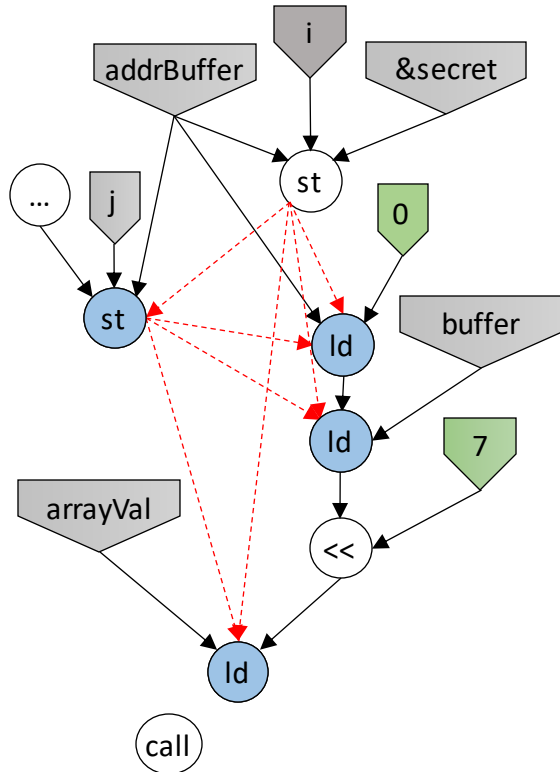 i
addrBuffer
&secret
st
...
j
0
st
ld
buffer
ld
7
arrayVal
<<
ld
call